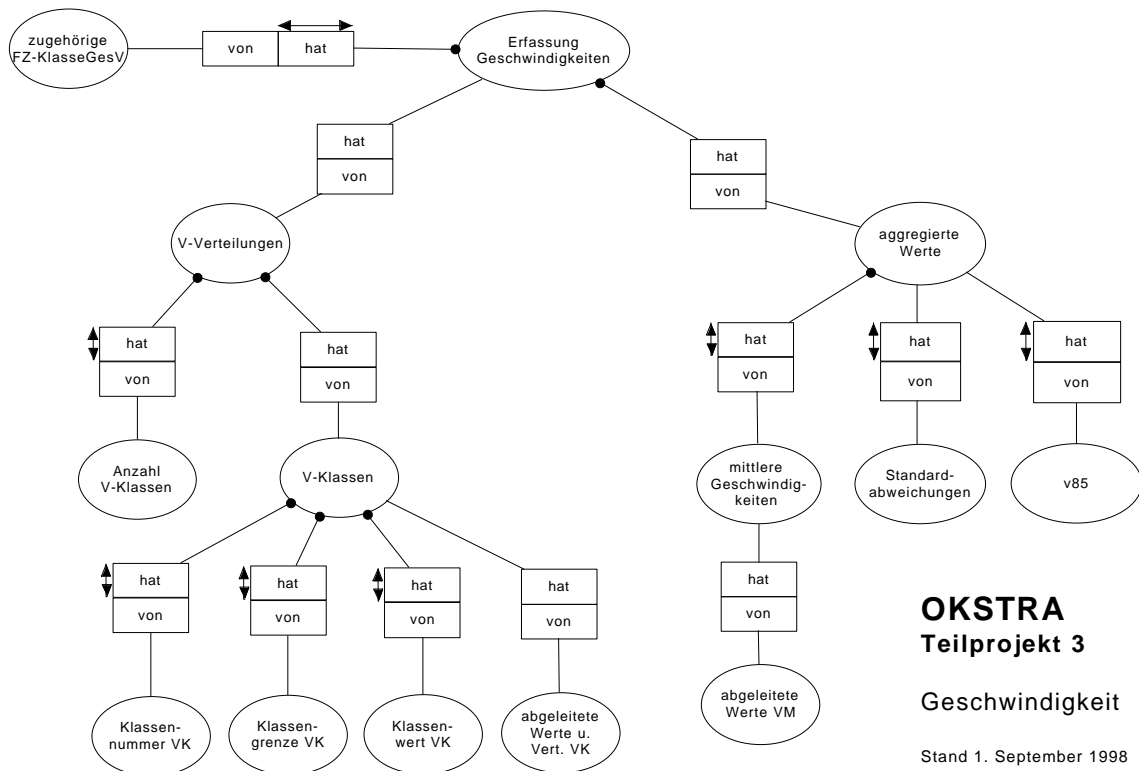 zugehörige
FZ-KlasseGesV
von
hat
Erfassung
Geschwindigkeiten
hat
von
hat
von
V-Verteilungen
aggregierte
Werte
hat
von
hat
von
hat
von
hat
von
hat
von
Anzahl
V-Klassen
V-Klassen
mittlere
Geschwindig-
keiten
Standard-
abweichungen
v85
hat
von
hat
von
hat
von
hat
von
hat
von
Klassen-
nummer VK
Klassen-
grenze VK
Klassen-
wert VK
abgeleitete
Werte u.
Vert. VK
abgeleitete
Werte VM
OKSTRA
Teilprojekt 3
Geschwindigkeit
Stand 1. September 1998